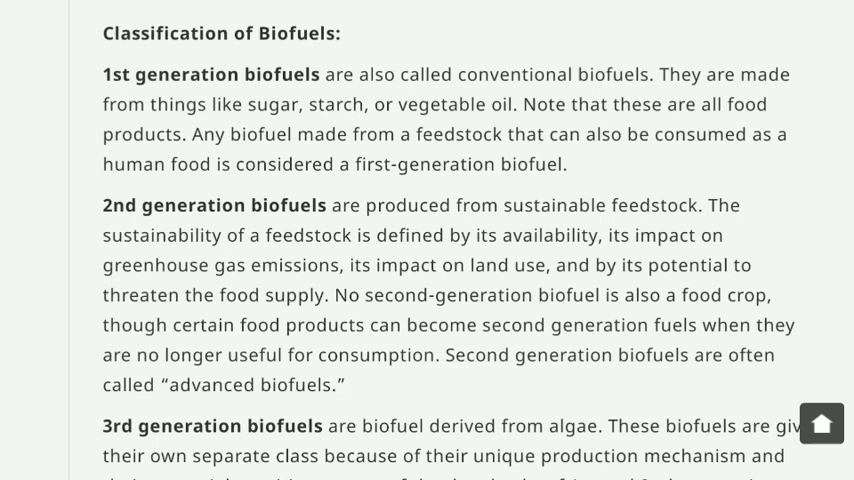 Classification of Biofuels:
1st generation biofuels are also called conventional biofuels. They are made
from things like sugar, starch, or vegetable oil. Note that these are all food
products. Any biofuel made from a feedstock that can also be consumed as a
human food is considered a first-generation biofuel.
2nd generation biofuels are produced from sustainable feedstock. The
sustainability of a feedstock is defined by its availability, its impact on
greenhouse gas emissions, its impact on land use, and by its potential to
threaten the food supply. No second-generation biofuel is also a food crop,
though certain food products can become second generation fuels when they
are no longer useful for consumption. Second generation biofuels are often
called “advanced biofuels.”
3rd generation biofuels are biofuel derived from algae. These biofuels are giv
their own separate class because of their unique production mechanism and